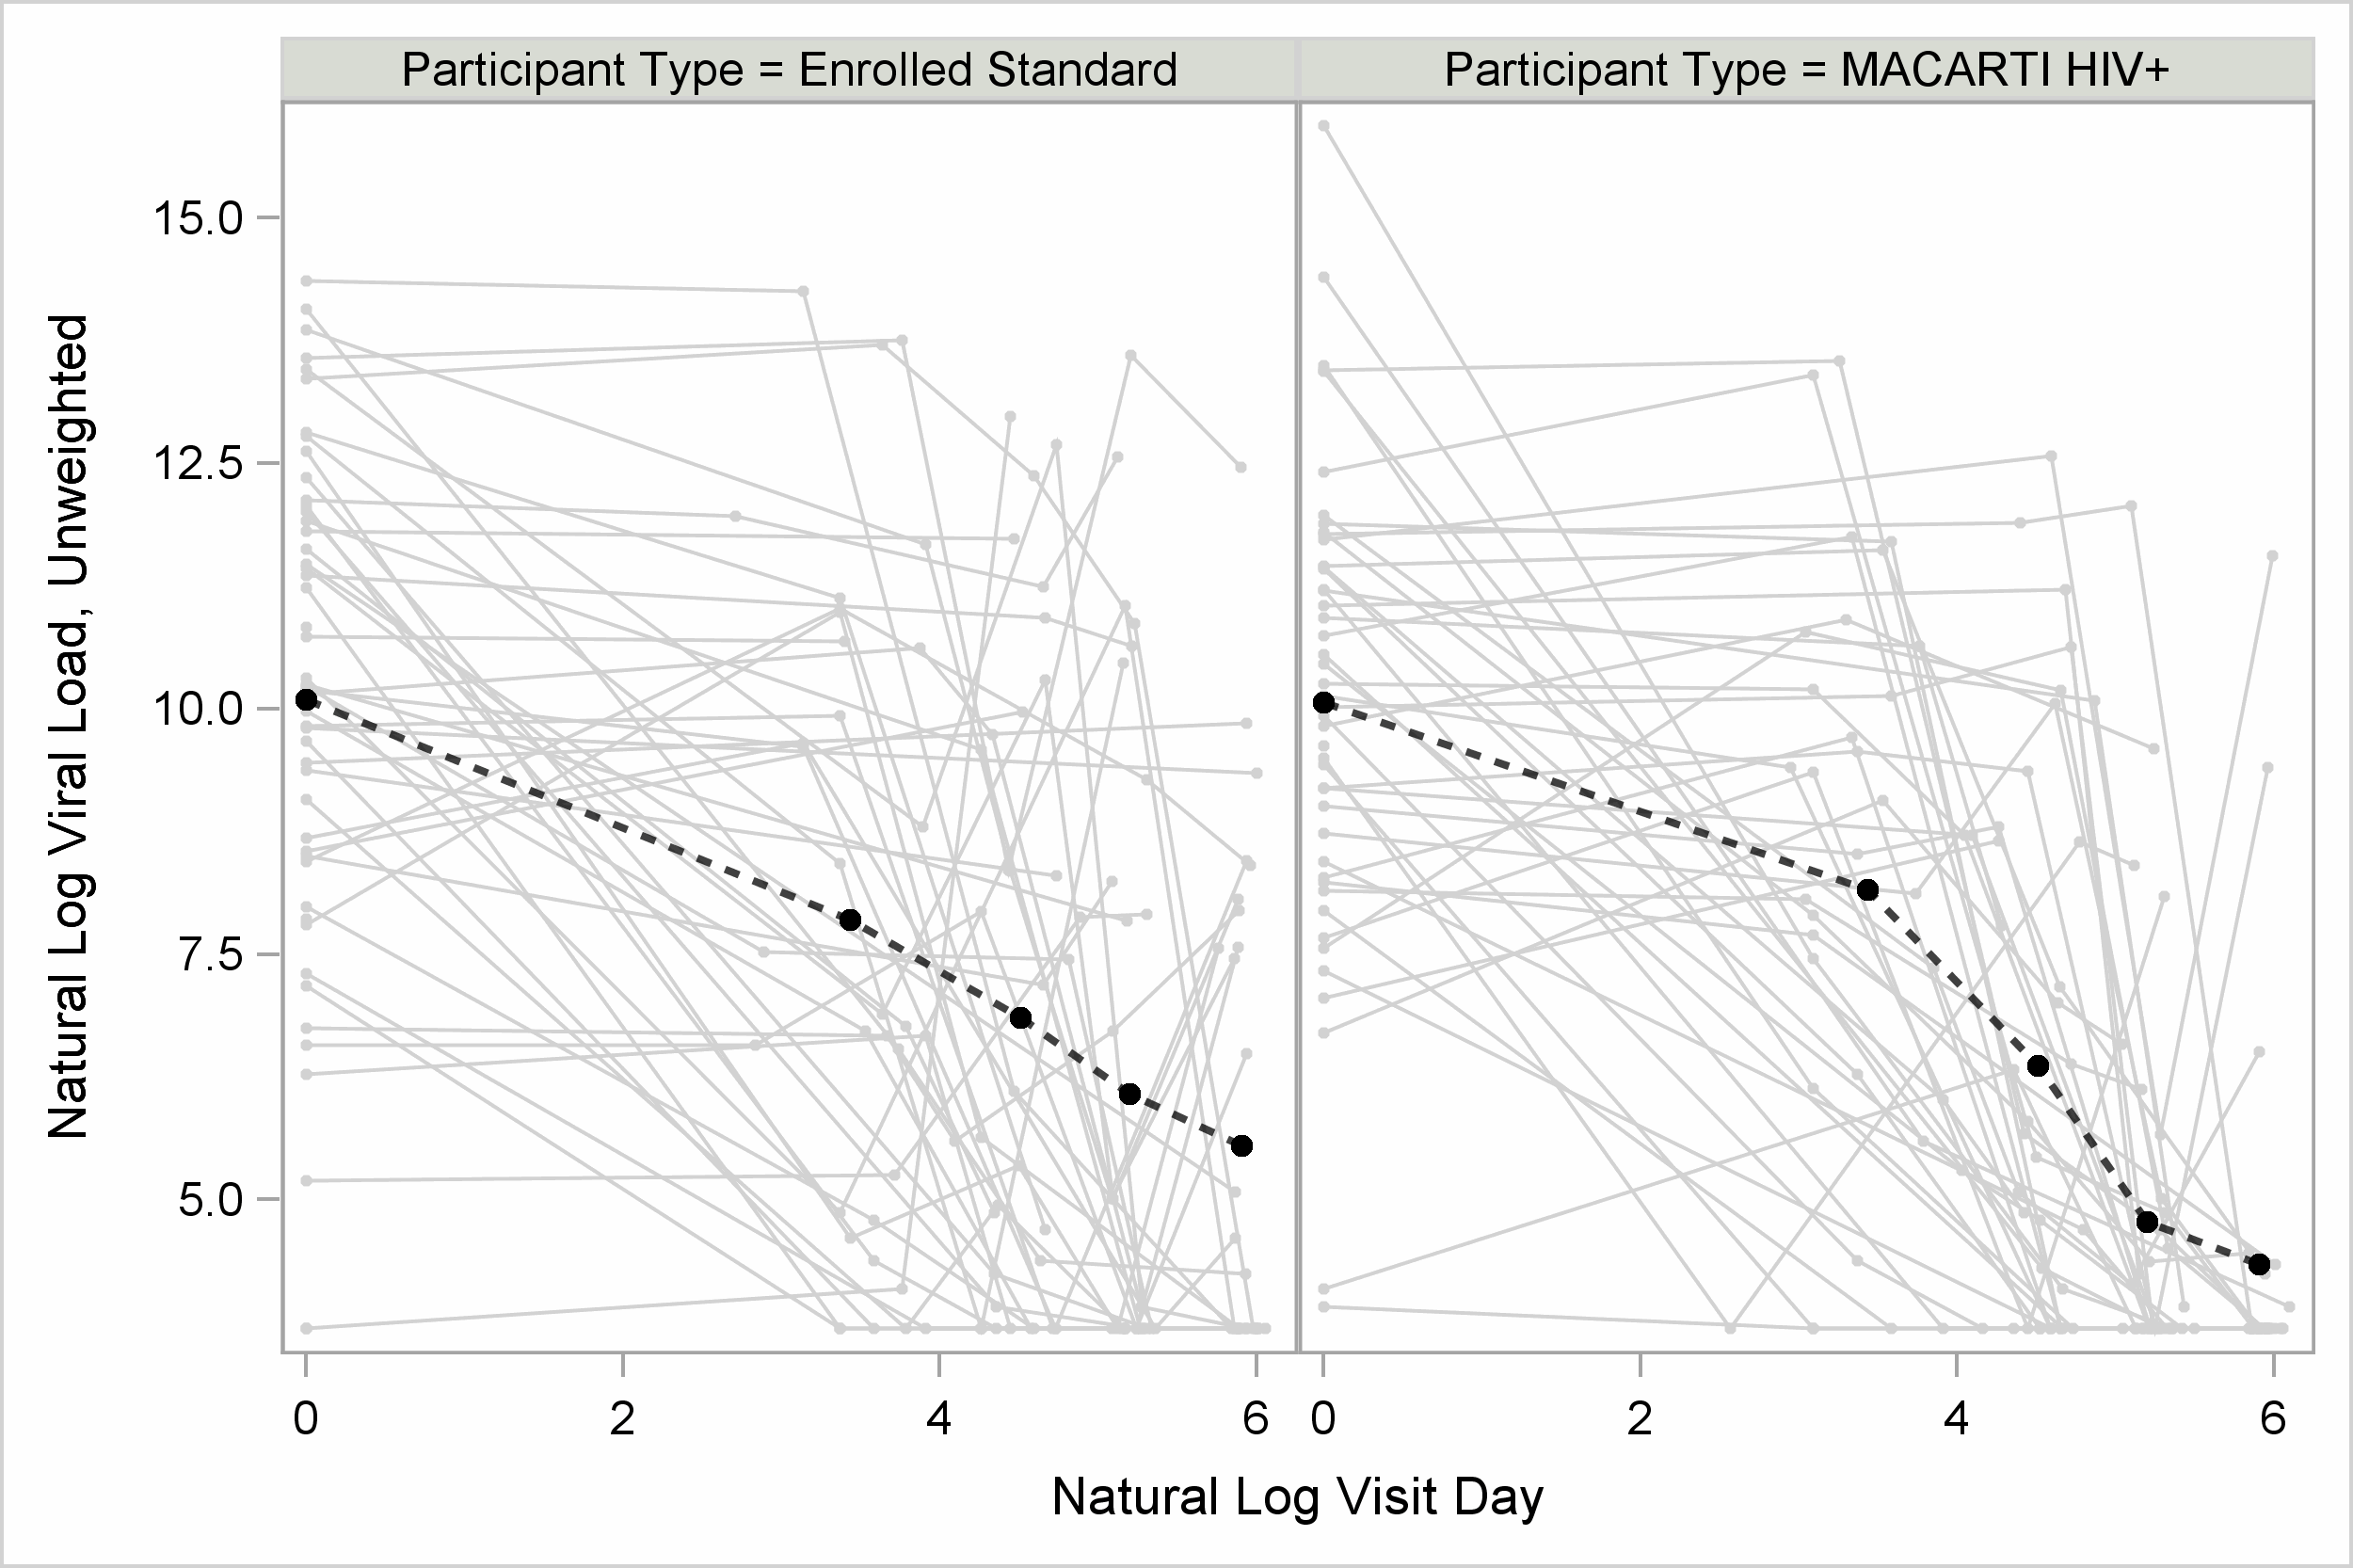 Participant Type = Enrolled Standard
Participant Type = MACARTI HIV+
Natural Log Viral Load, Unweighted
15.0
12.5
10.0
7.5
5.0
0 2 4 6 0 2 4 6
Natural Log Visit Day